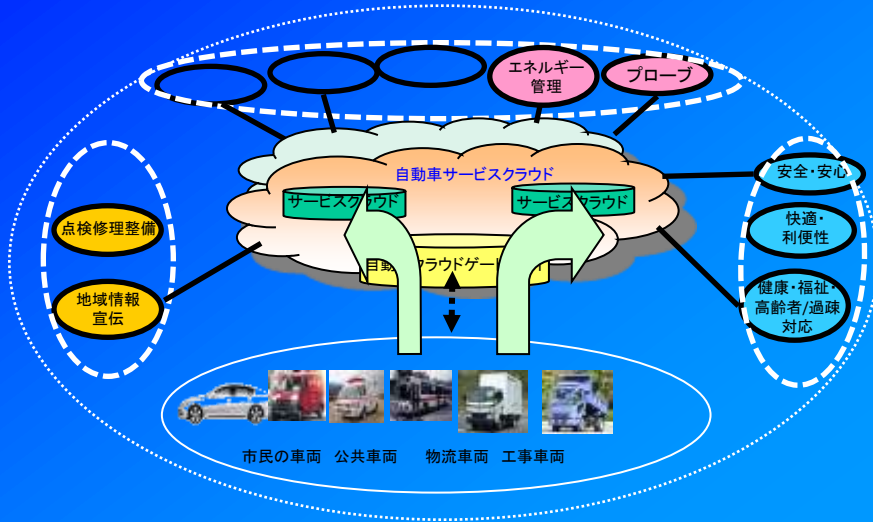 エネルギー
管理
プローブ
自動車サービスクラウド
サービスクラウド
サービスクラウド
安全・安心
点検修理整備
快適・
利便性
地域情報
宣伝
健康・福祉・
高齢者/過疎
対応
市民の車両 公共車両 物流車両 工事車両